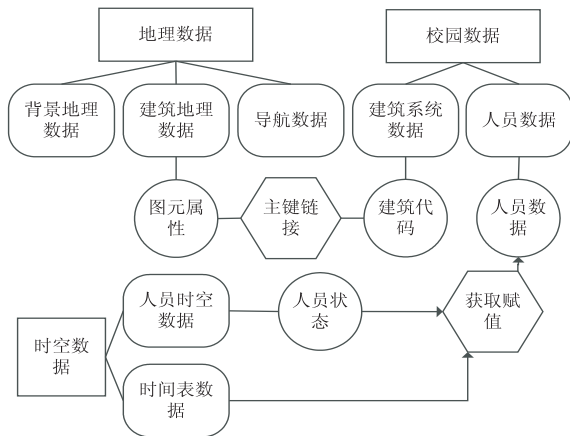 地理数据
校园数据
背景地理
数据
建筑地理
数据
导航数据
建筑系统
数据
人员数据
图元属
性
主键链
接
建筑代
码
人员数
据
人员时空
数据
人员状
态
获取赋
值
时空数
据
时间表数
据